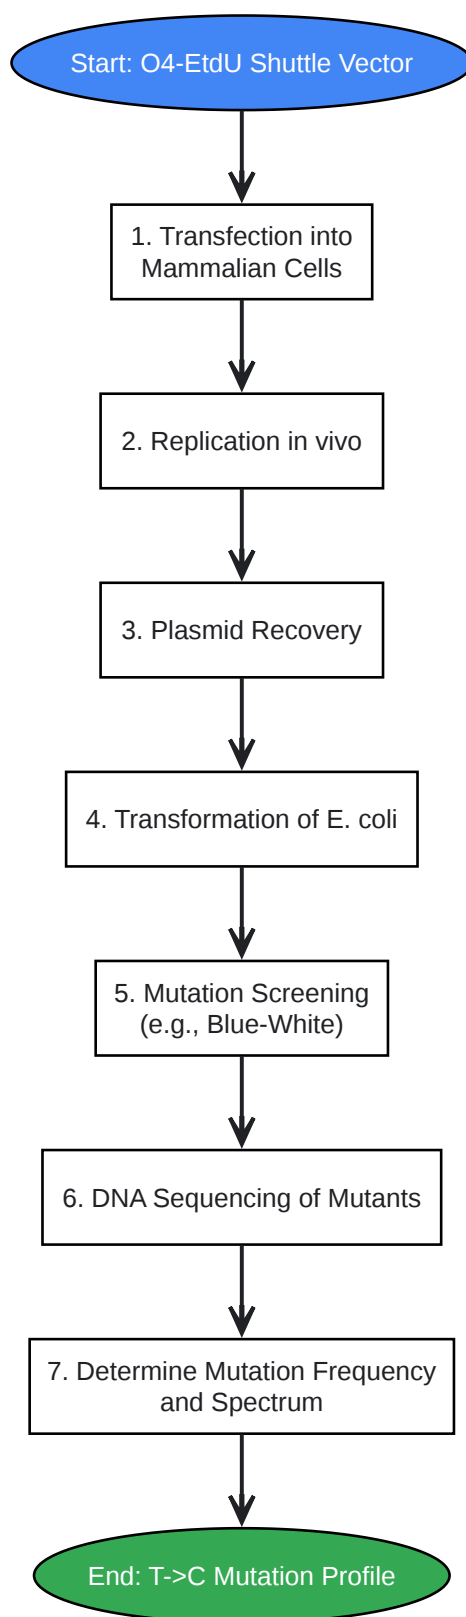 Start: O4-EtdU Shuttle Vector
1. Transfection into
Mammalian Cells
2. Replication in vivo
3. Plasmid Recovery
4. Transformation of E. coli
5. Mutation Screening
(e.g., Blue-White)
6. DNA Sequencing of Mutants
7. Determine Mutation Frequency
and Spectrum
End: T->C Mutation Profile